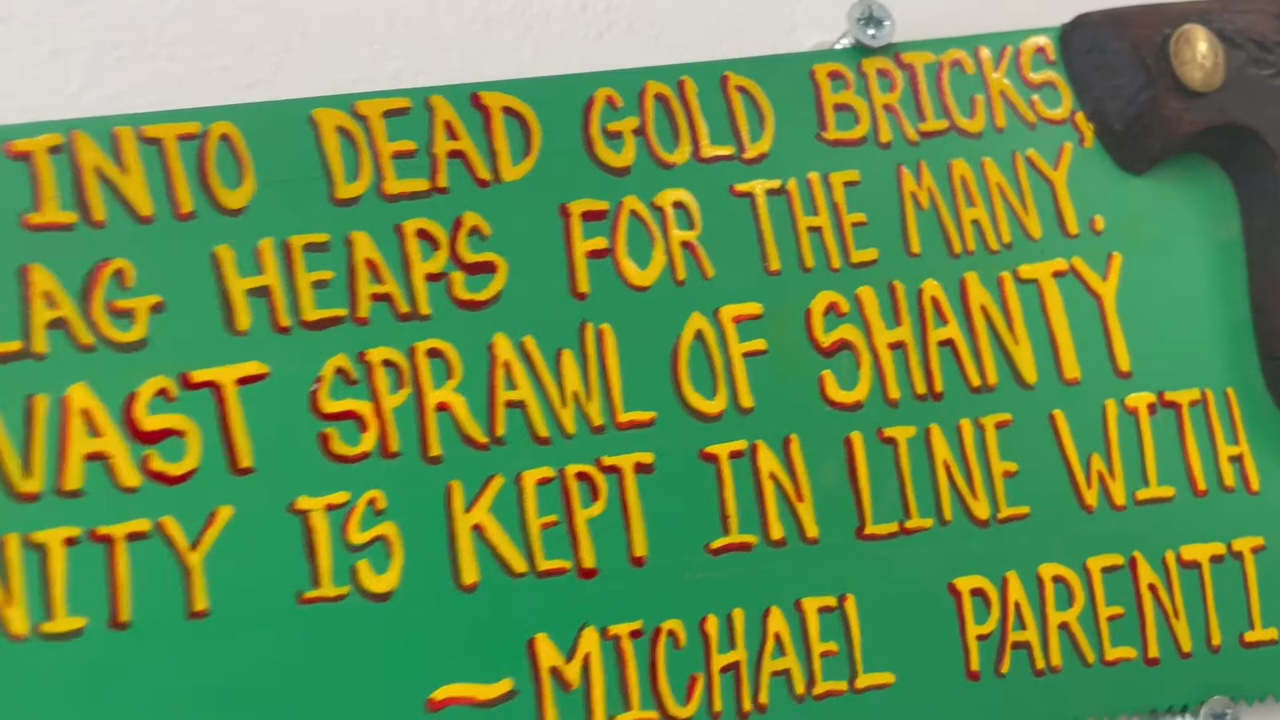 INTO DEAD GOLD BRICKS,
LAG HEAPS FOR THE MANY.
VAST SPRAWL OF SHANTY
NITY IS KEPT IN LINE WITH
~MICHAEL PARENTI